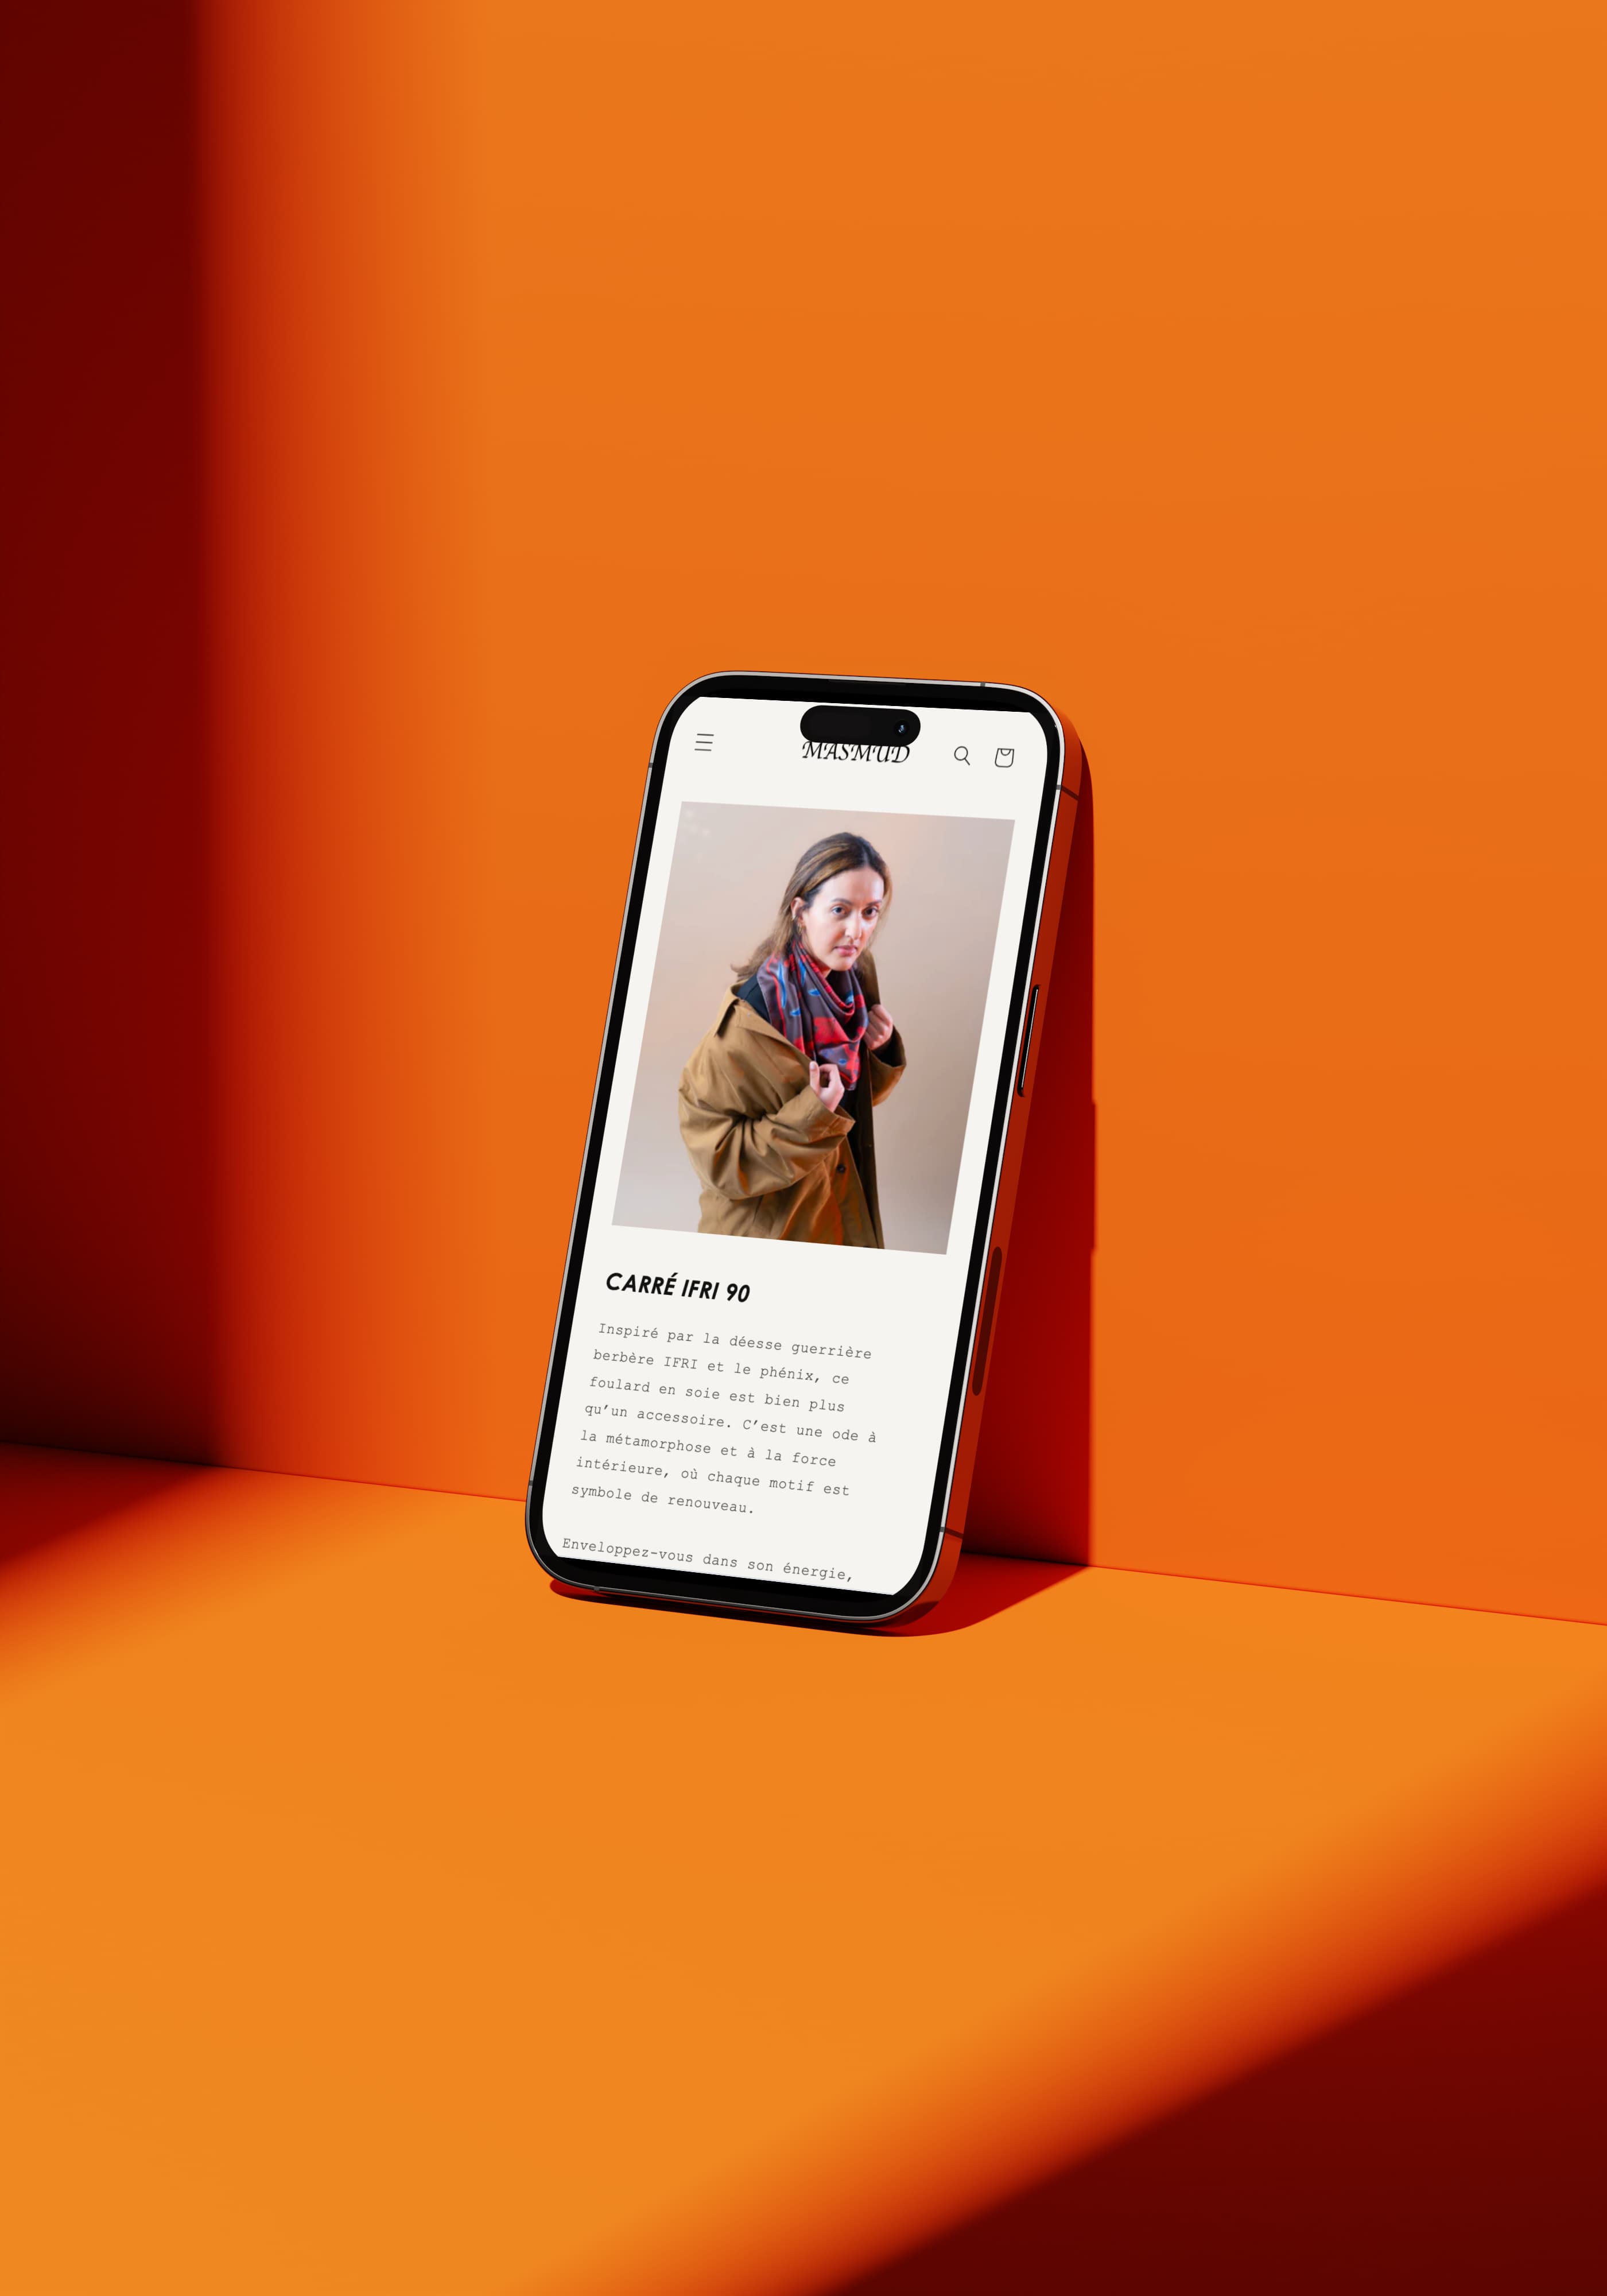 MASMUD
CARRÉ IFRI 90
Inspiré par la déesse guerrière
berbère IFRI et le phénix, ce
foulard en soie est bien plus
qu’un accessoire. C’est une ode à
la métamorphose et à la force
intérieure, où chaque motif est
symbole de renouveau.
Enveloppez-vous dans son énergie,